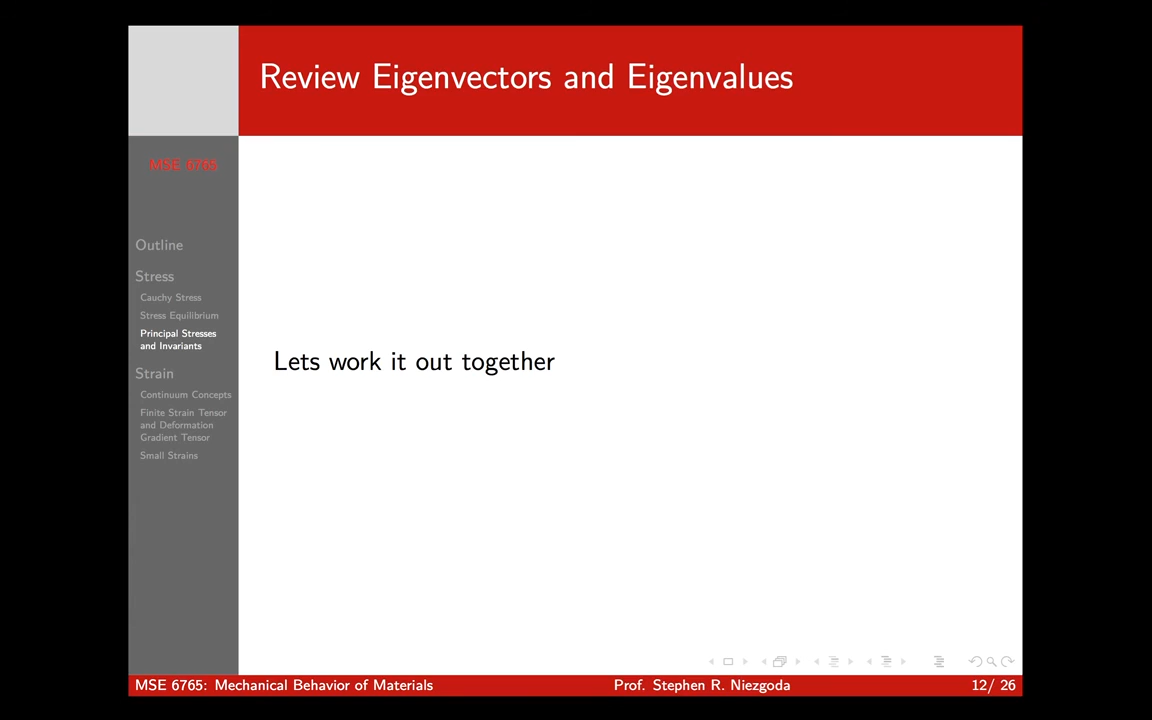 Review Eigenvectors and Eigenvalues
MSE 6765
Outline
Stress
Cauchy Stress
Stress Equilibrium
Principal Stresses
and Invariants
Strain
Continuum Concepts
Finite Strain Tensor
and Deformation
Gradient Tensor
Small Strains
Lets work it out together
MSE 6765: Mechanical Behavior of Materials
Prof. Stephen R. Niezgoda
12/ 26